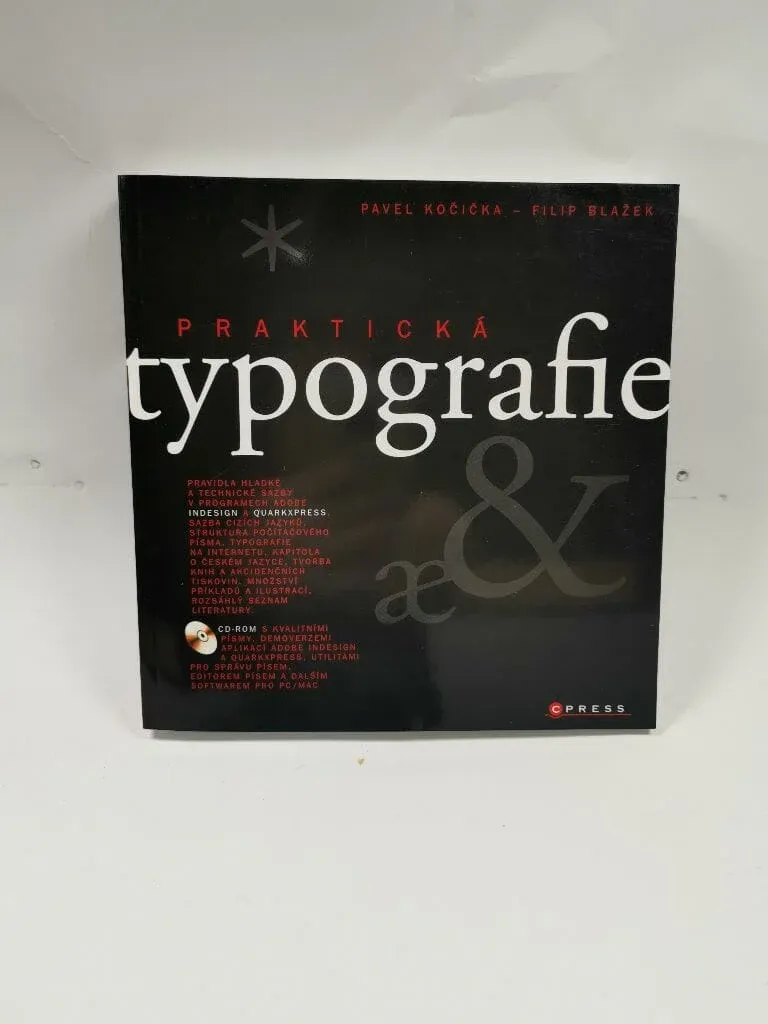 PAVEL KOČIČKA – FILIP BLAŽEK
*
PRAKTICKÁ
typografie
&
æ
PRAVIDLA HLADKÉ
A TECHNICKÉ SAZBY
V PROGRAMECH ADOBE
INDESIGN A QUARKXPRESS,
SAZBA CIZÍCH JAZYKŮ,
STRUKTURA POČÍTAČOVÉHO
PÍSMA, TYPOGRAFIE
NA INTERNETU, KAPITOLA
O ČESKÉM JAZYCE, TVORBA
KNIH A AKCIDENČNÍCH
TISKOVIN, MNOŽSTVÍ
PŘÍKLADŮ A ILUSTRACÍ,
ROZSÁHLÝ SEZNAM
LITERATURY.
CD-ROM S KVALITNÍMI
PÍSMY, DEMOVERZEMI
APLIKACÍ ADOBE INDESIGN
A QUARKXPRESS, UTILITAMI
PRO SPRÁVU PÍSEM,
EDITOREM PÍSEM A DALŠÍM
SOFTWAREM PRO PC/MAC
CPRESS